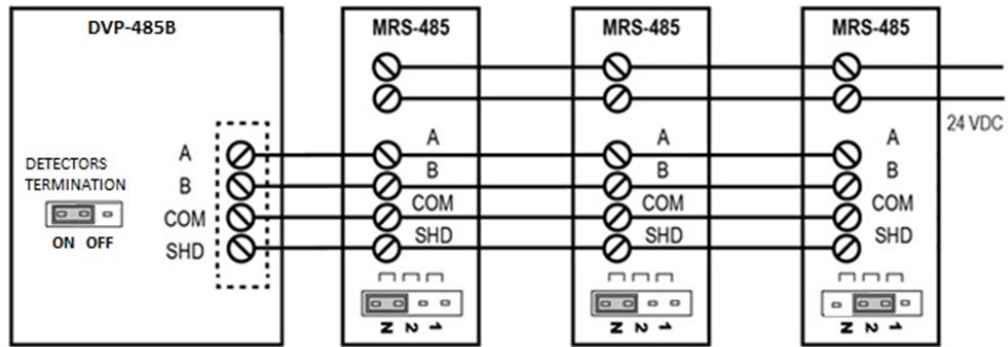 DVP-485B
DETECTORS
TERMINATION
ON OFF
A
B
COM
SHD
MRS-485
A
B
COM
SHD
N 2 1
MRS-485
A
B
COM
SHD
N 2 1
MRS-485
24 VDC
A
B
COM
SHD
N 2 1